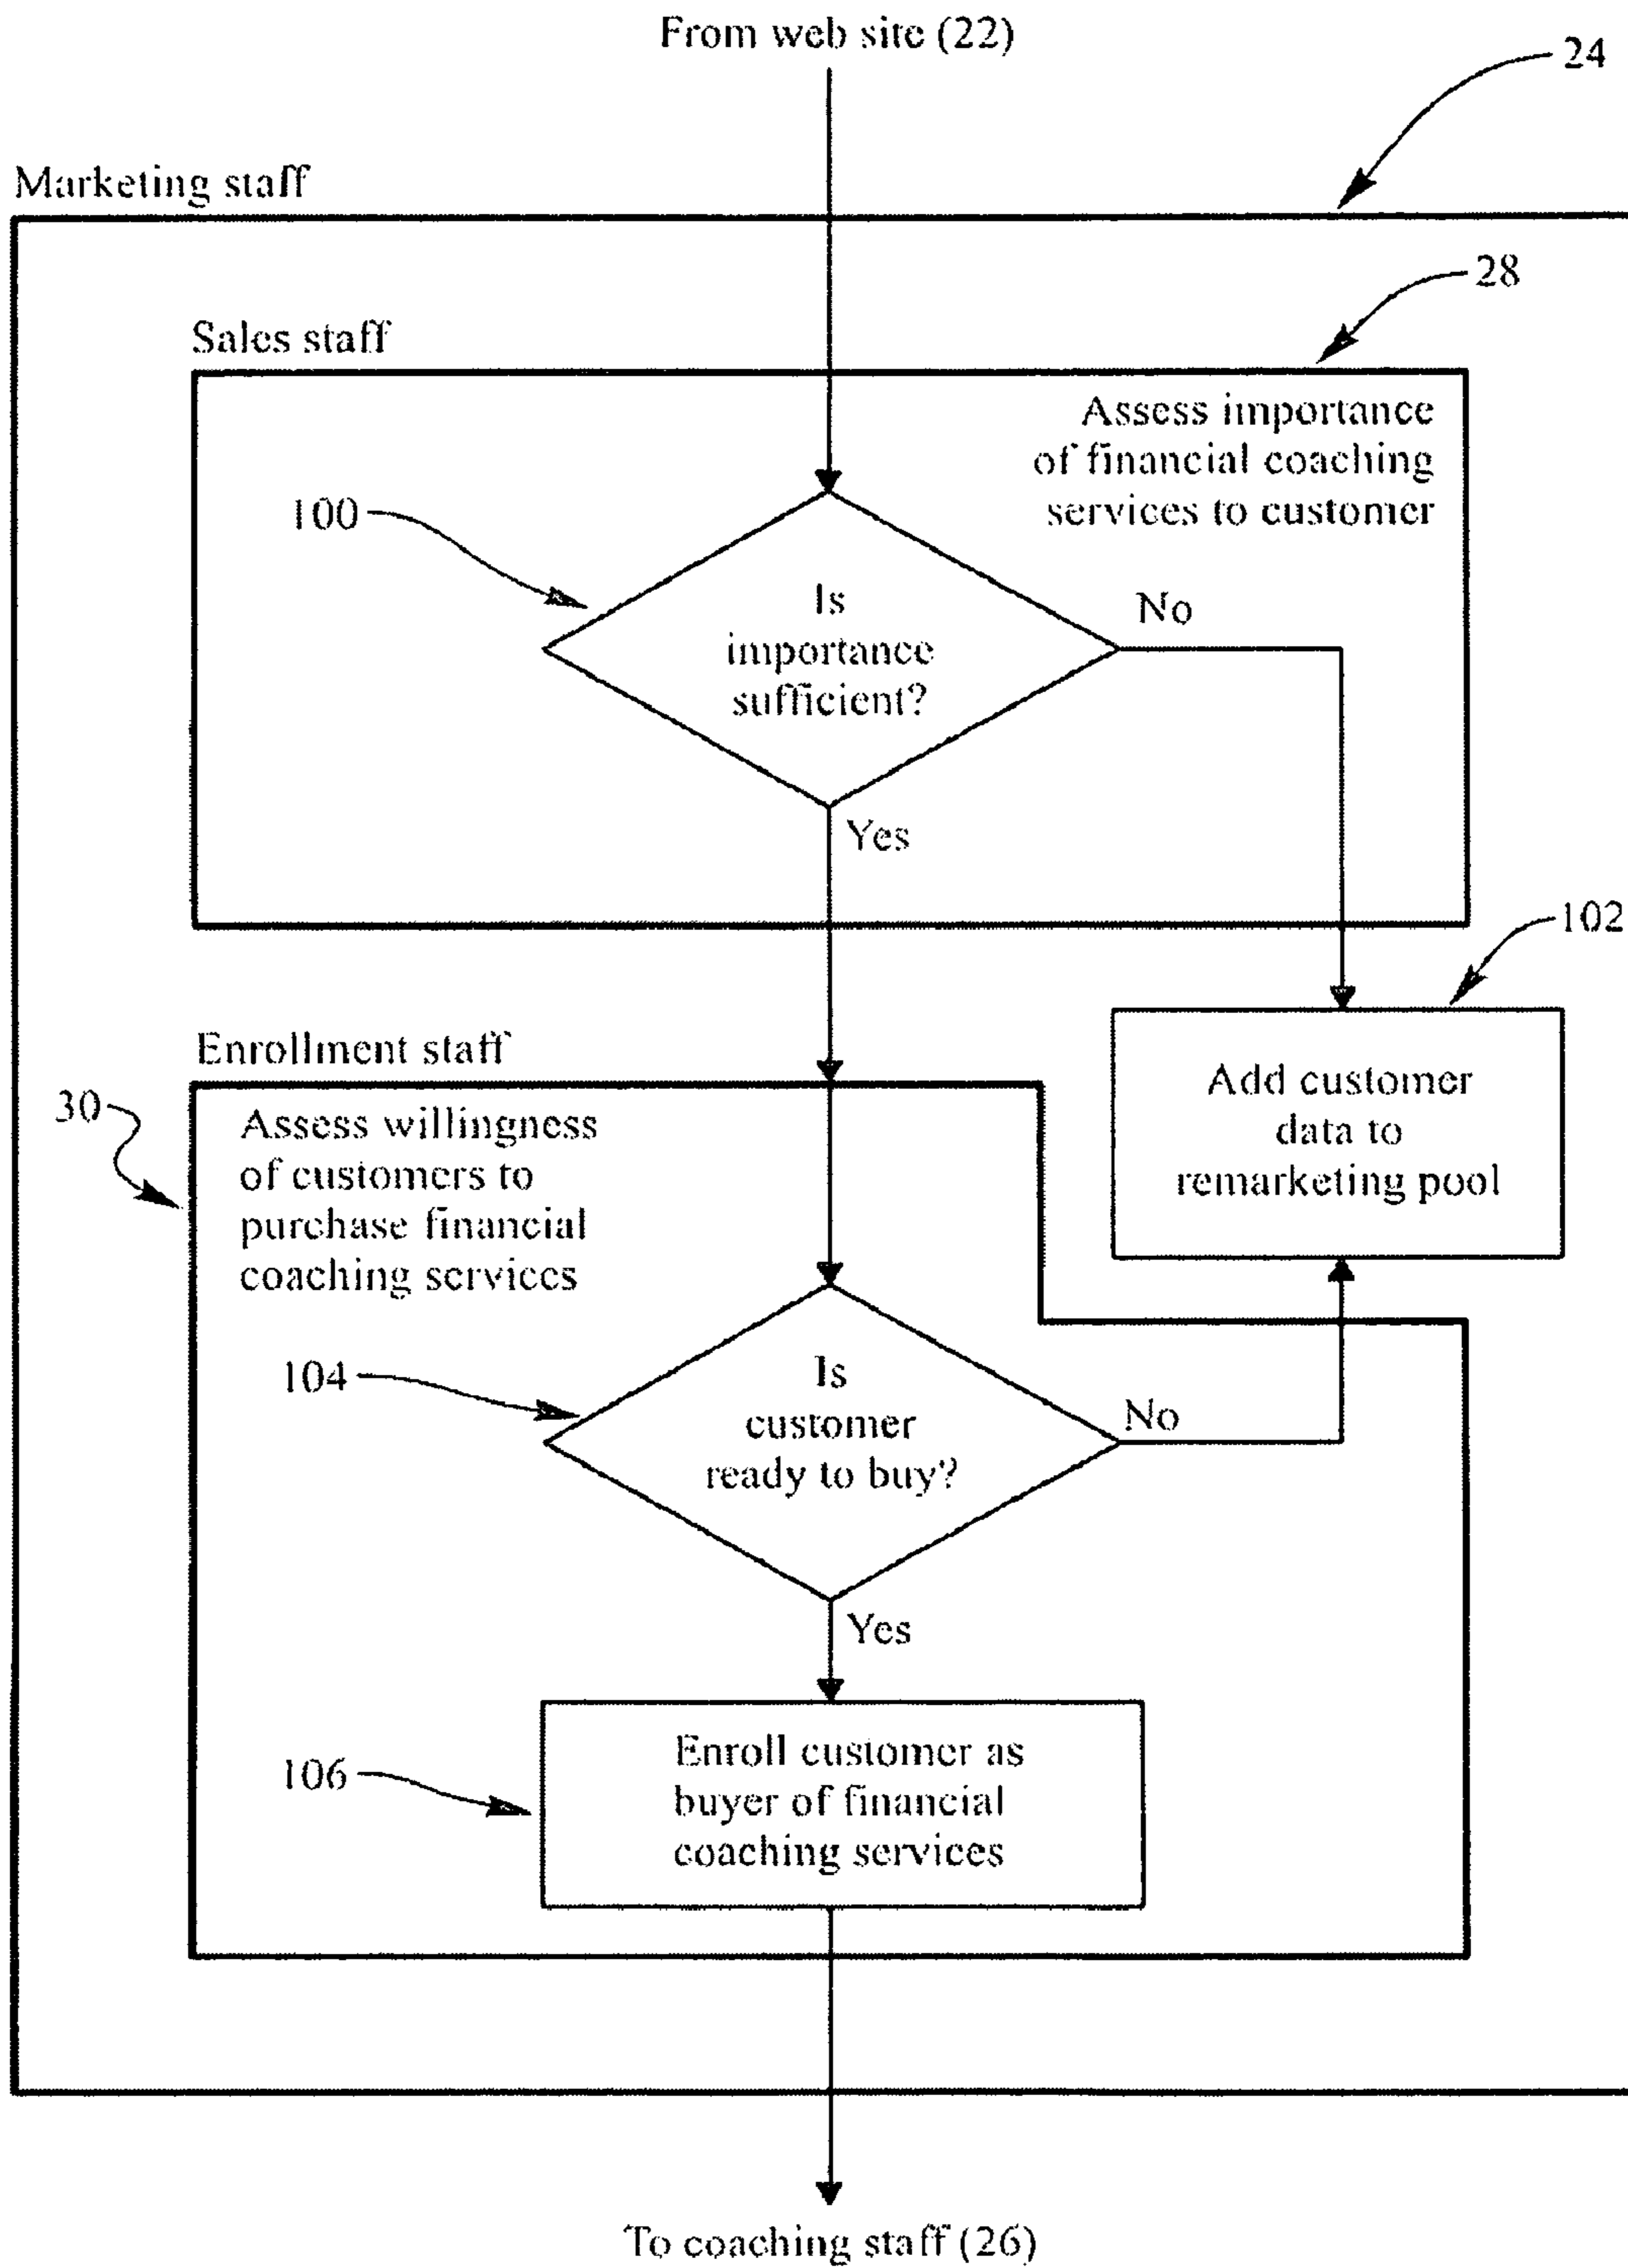 From web site (22)
24
Marketing staff
28
Sales staff
Assess importance
of financial coaching
services to customer
100
Is
importance
sufficient?
No
Yes
102
Enrollment staff
Add customer
data to
remarketing pool
30
Assess willingness
of customers to
purchase financial
coaching services
104
Is
customer
ready to buy?
No
Yes
106
Enroll customer as
buyer of financial
coaching services
To coaching staff (26)